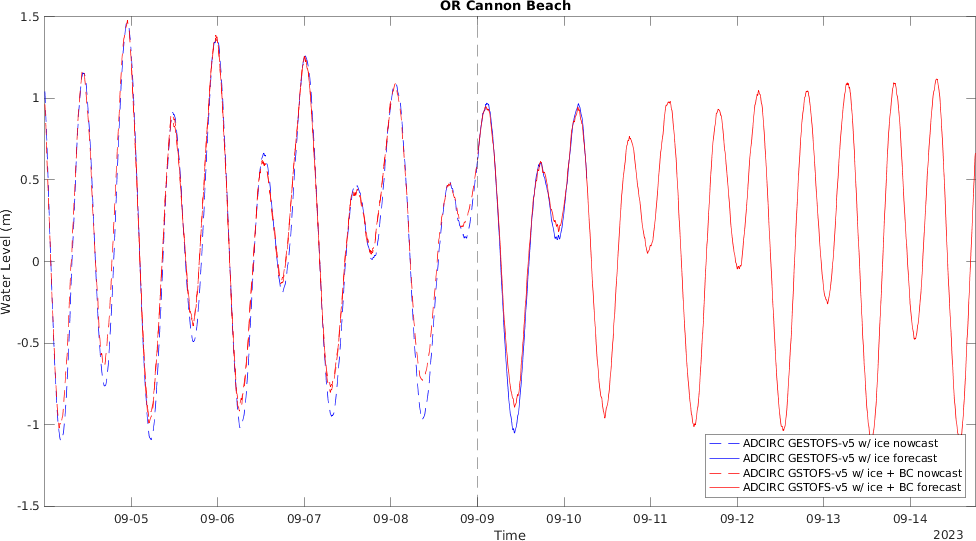 OR Cannon Beach
1.5
1
0.5
0
-0.5
-1
-1.5
Water Level (m)
ADCIRC GESTOFS-v5 w/ ice nowcast
ADCIRC GESTOFS-v5 w/ ice forecast
ADCIRC GSTOFS-v5 w/ ice + BC nowcast
ADCIRC GSTOFS-v5 w/ ice + BC forecast
09-05 09-06 09-07 09-08 09-09 09-10 09-11 09-12 09-13 09-14
Time
2023